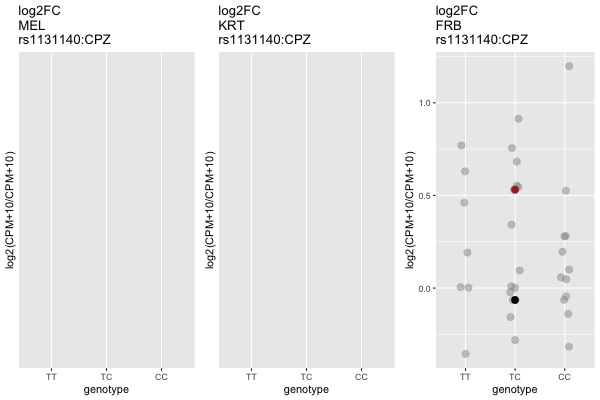 log2FC
MEL
rs1131140:CPZ
log2(CPM+10/CPM+10)
TT TC CC
genotype
log2FC
KRT
rs1131140:CPZ
log2(CPM+10/CPM+10)
TT TC CC
genotype
log2FC
FRB
rs1131140:CPZ
log2(CPM+10/CPM+10)
1.0
0.5
0.0
TT TC CC
genotype